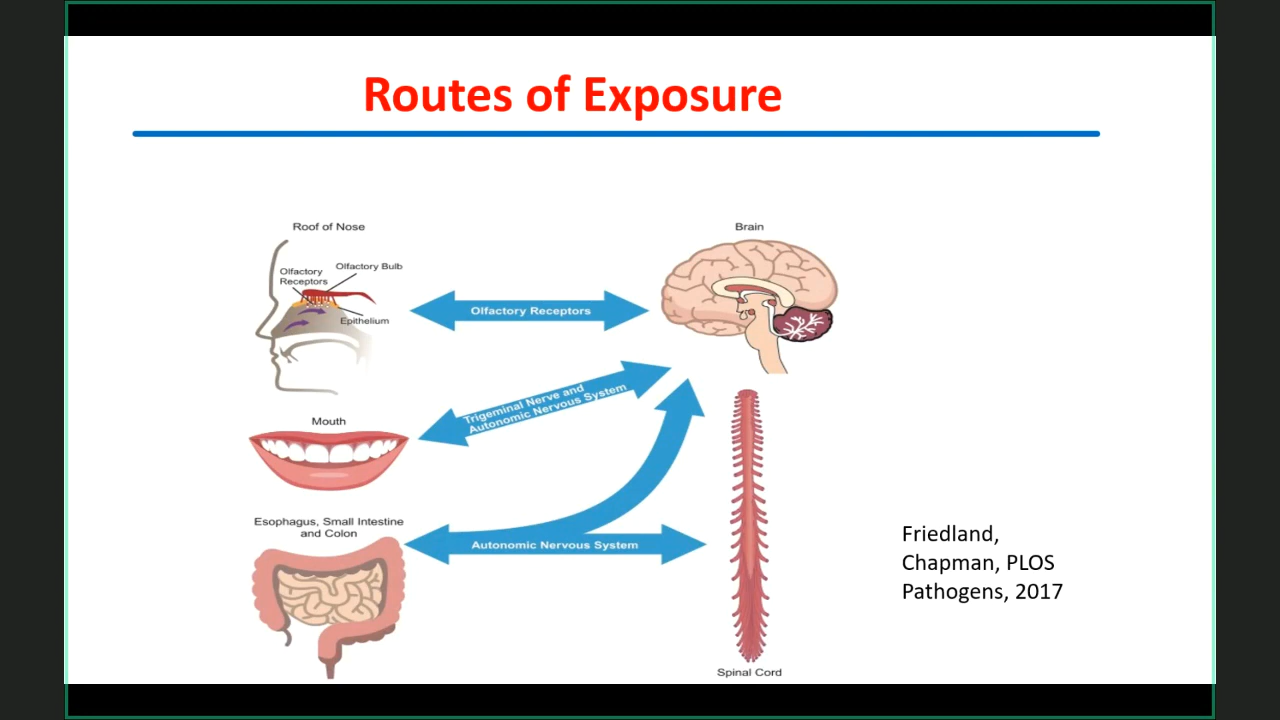 Routes of Exposure
Roof of Nose
Olfactory Bulb
Olfactory
Receptors
Epithelium
Olfactory Receptors
Brain
Trigeminal Nerve and
Autonomic Nervous System
Mouth
Esophagus, Small Intestine
and Colon
Autonomic Nervous System
Spinal Cord
Friedland,
Chapman, PLOS
Pathogens, 2017